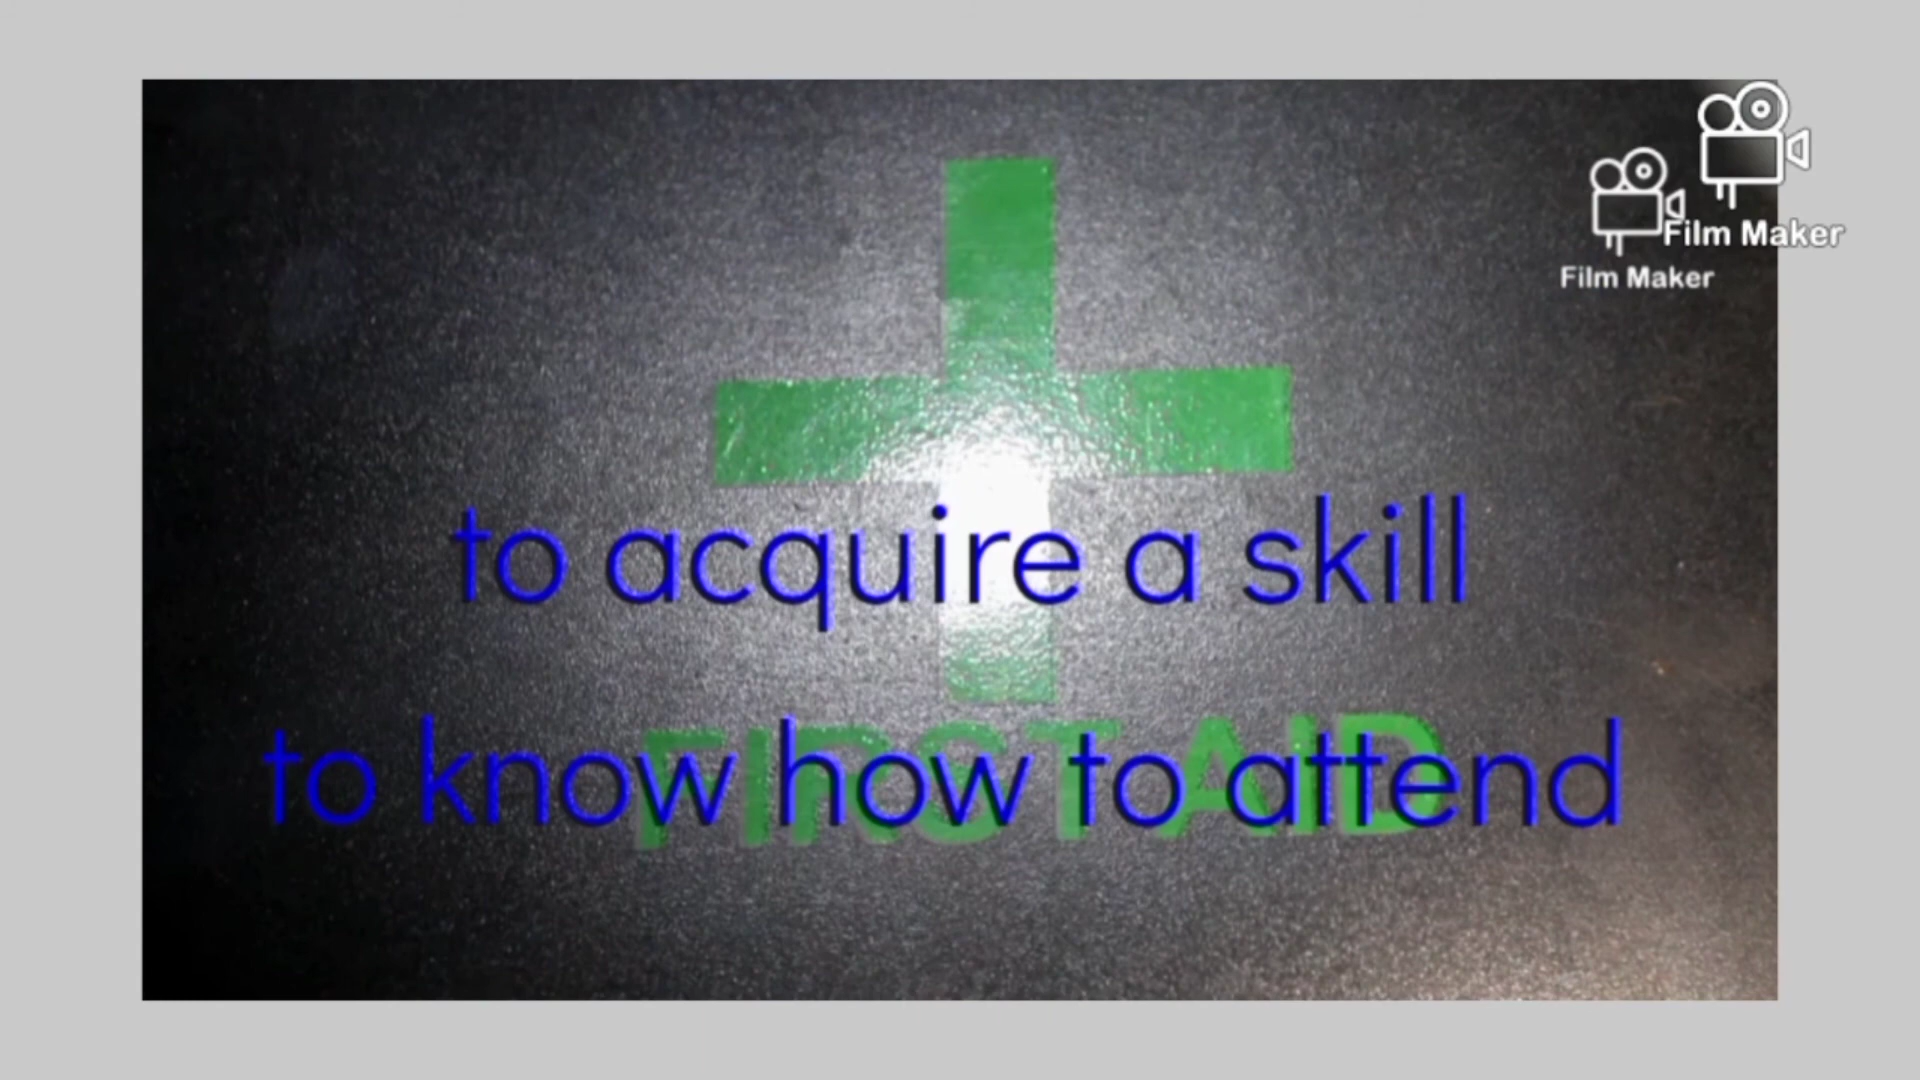 Film Maker
Film Maker
to acquire a skill
to know how to attend
FIRST AID